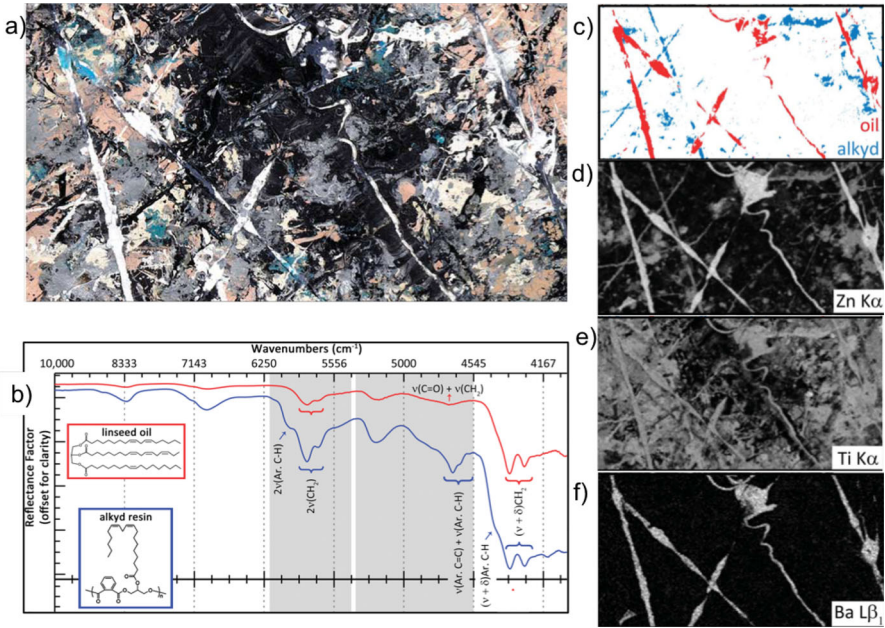 a)
b)
Wavenumbers (cm⁻¹)
10,000 8333 7143 6250 5556 5000 4545 4167
Reflectance Factor
(offset for clarity)
linseed oil
alkyd resin
O O O O O O
O O O O O O n
2ν(Ar. C-H)
2ν(CH₂)
ν(C=O) + ν(CH₂)
ν(Ar. C=C) + ν(Ar. C-H)
(ν + δ)Ar. C-H
(ν + δ)CH₂
c)
oil
alkyd
d)
Zn Kα
e)
Ti Kα
f)
Ba Lβ₁